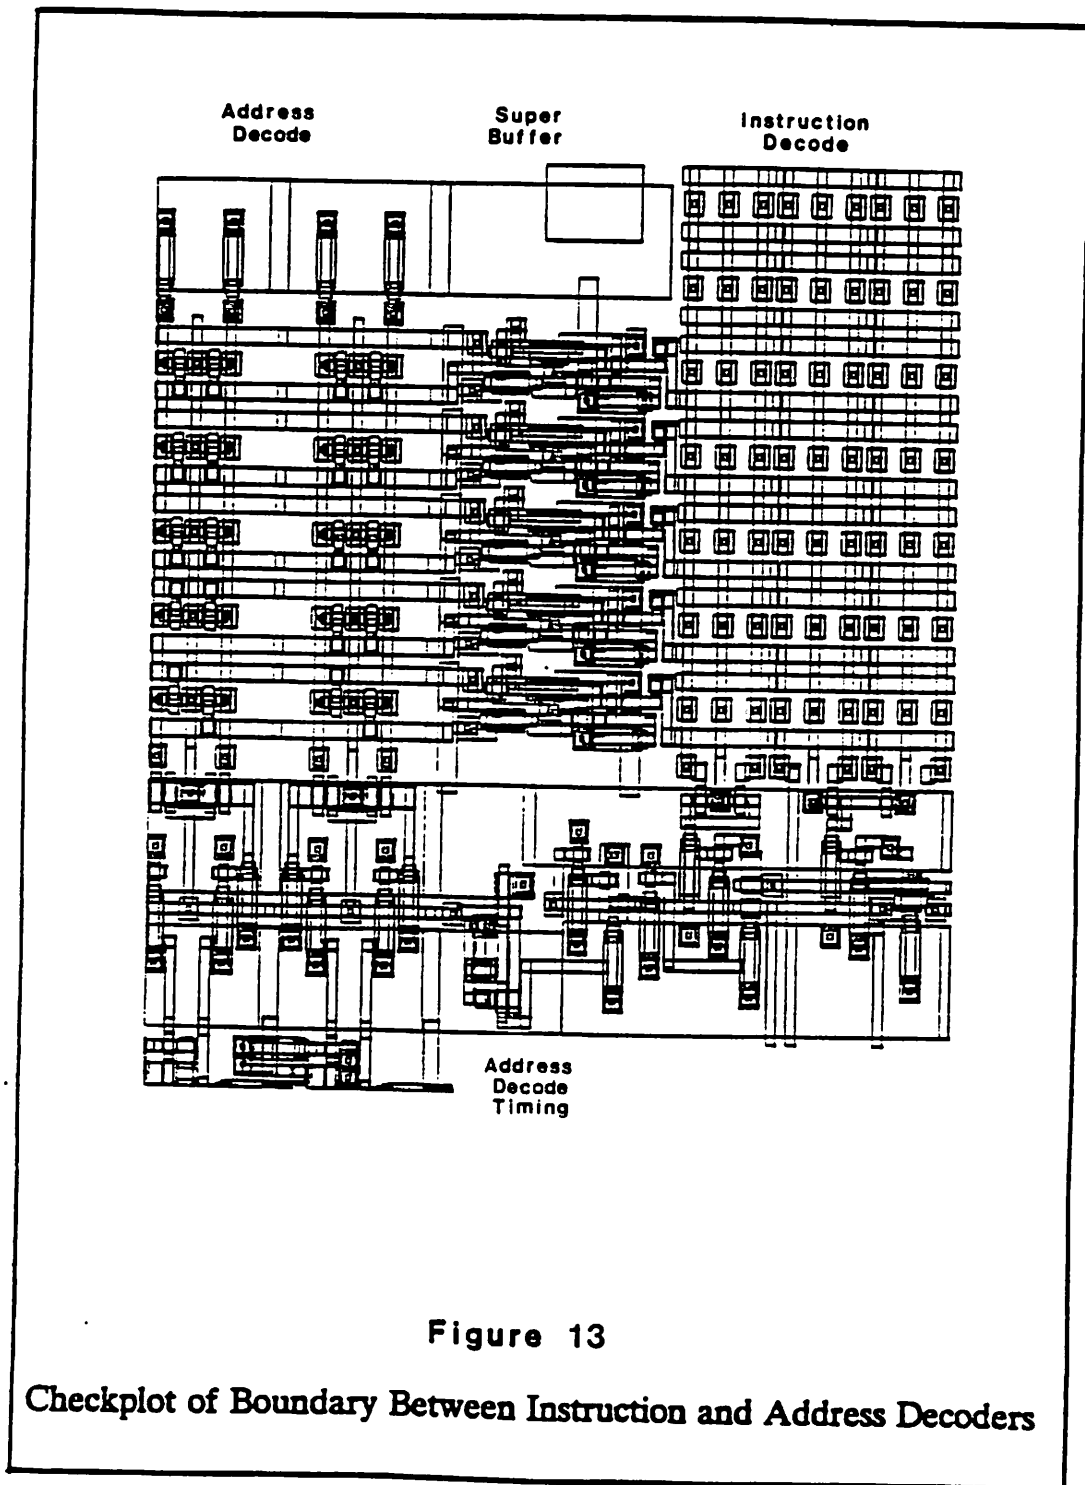 Address
Decode
Super
Buffer
Instruction
Decode
Address
Decode
Timing
Figure 13
Checkplot of Boundary Between Instruction and Address Decoders